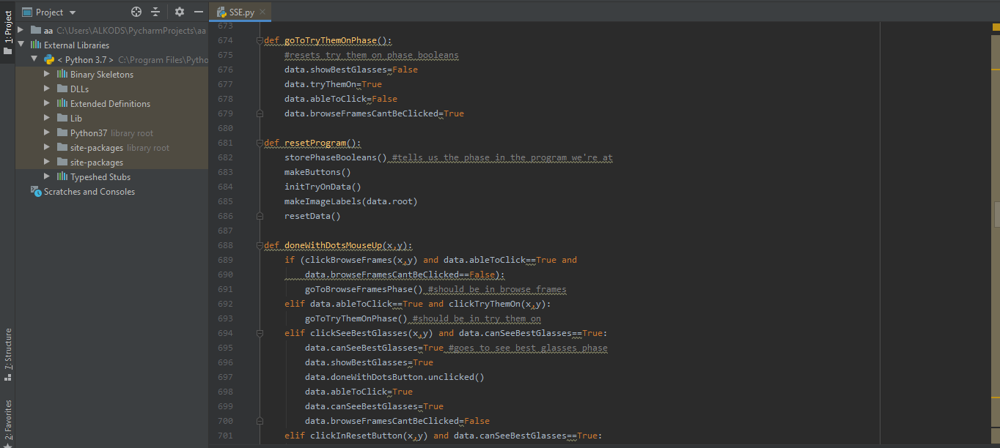 1: Project
Project
SSE.py
aa C:\Users\ALKODS\PycharmProjects\aa
External Libraries
< Python 3.7 > C:\Program Files\Pytho
Binary Skeletons
DLLs
Extended Definitions
Lib
Python37 library root
site-packages library root
site-packages
Typeshed Stubs
Scratches and Consoles
7: Structure
2: Favorites
673
674 def goToTryThemOnPhase():
675 #resets try them on phase booleans
676 data.showBestGlasses=False
677 data.tryThemOn=True
678 data.ableToClick=False
679 data.browseFramesCantBeClicked=True
680
681 def resetProgram():
682 storePhaseBooleans() #tells us the phase in the program we're at
683 makeButtons()
684 initTryOnData()
685 makeImageLabels(data.root)
686 resetData()
687
688 def doneWithDotsMouseUp(x,y):
689 if (clickBrowseFrames(x,y) and data.ableToClick==True and
690 data.browseFramesCantBeClicked==False):
691 goToBrowseFramesPhase() #should be in browse frames
692 elif data.ableToClick==True and clickTryThemOn(x,y):
693 goToTryThemOnPhase() #should be in try them on
694 elif clickSeeBestGlasses(x,y) and data.canSeeBestGlasses==True:
695 data.canSeeBestGlasses=True #goes to see best glasses phase
696 data.showBestGlasses=True
697 data.doneWithDotsButton.unclicked()
698 data.ableToClick=True
699 data.canSeeBestGlasses=True
700 data.browseFramesCantBeClicked=False
701 elif clickInResetButton(x,y) and data.canSeeBestGlasses==True: